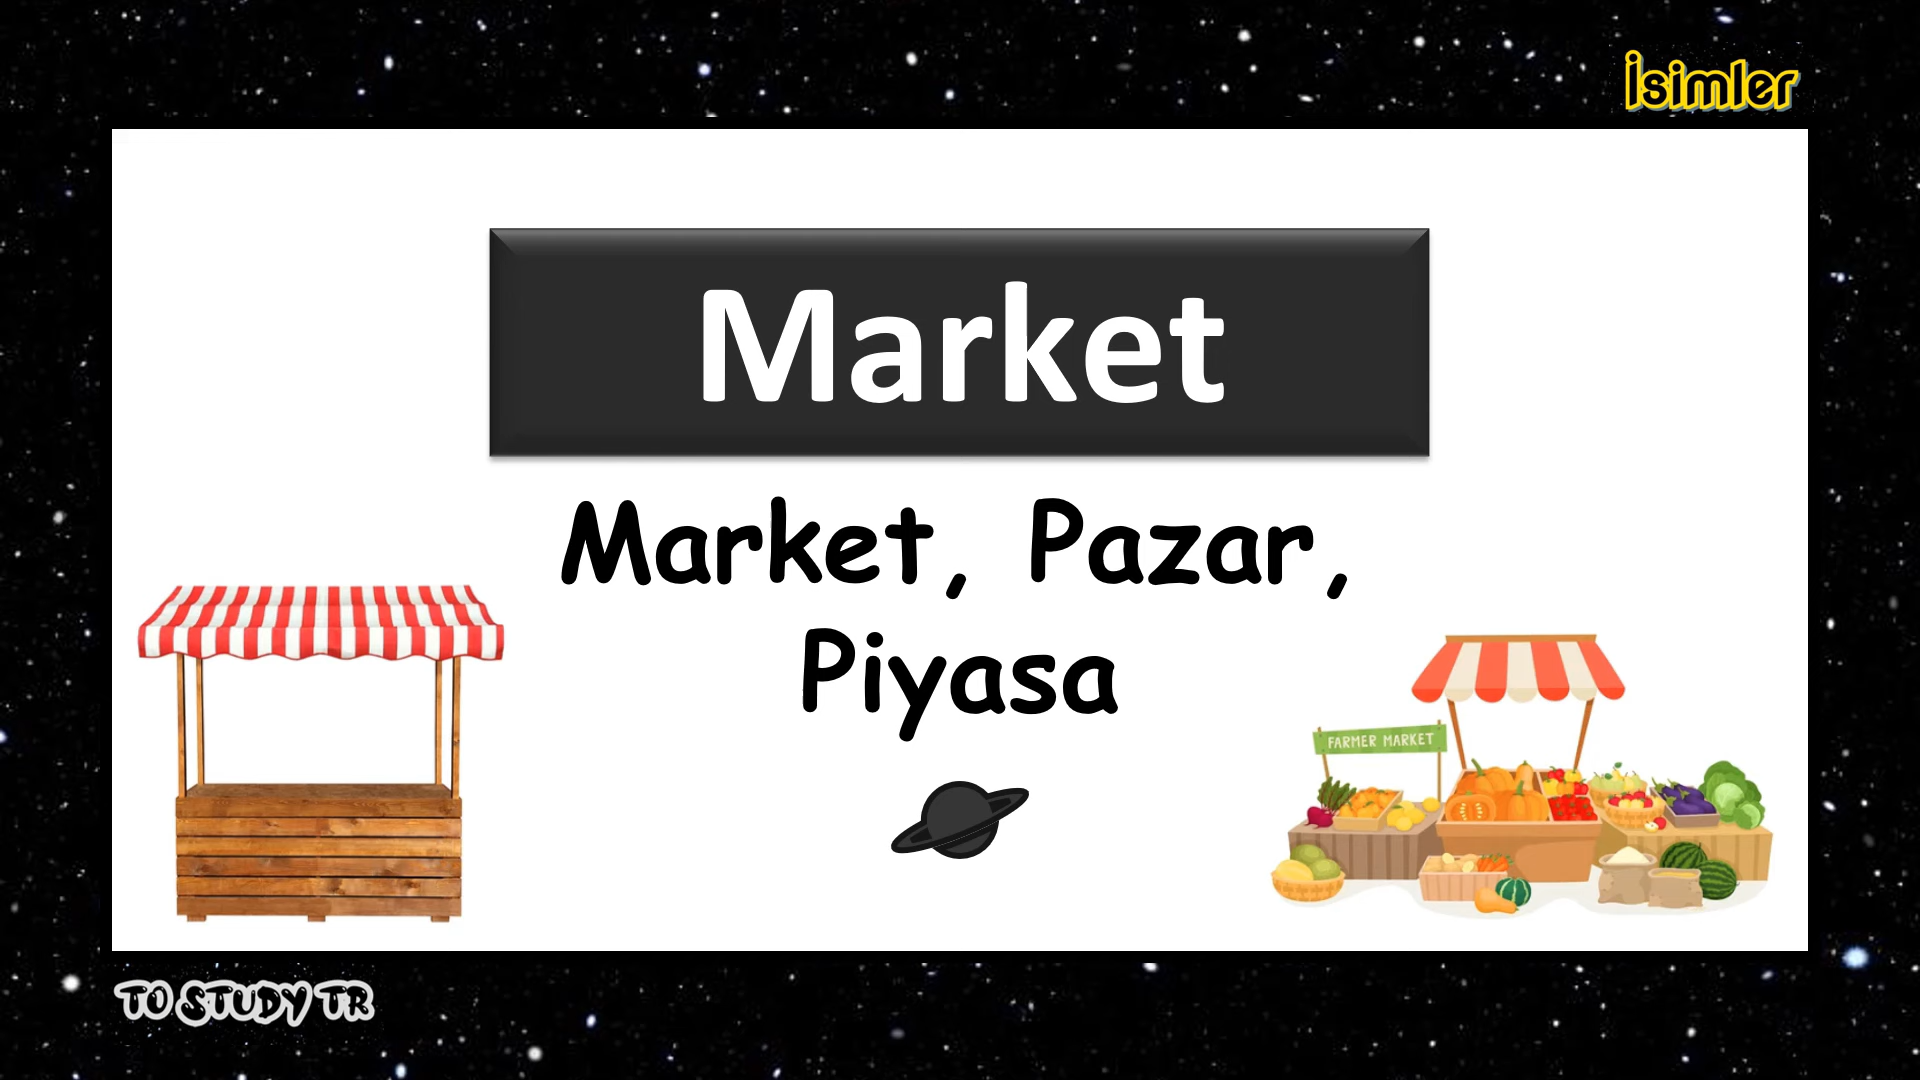 İsimler
Market
Market, Pazar,
Piyasa
FARMER MARKET
TO STUDY TR